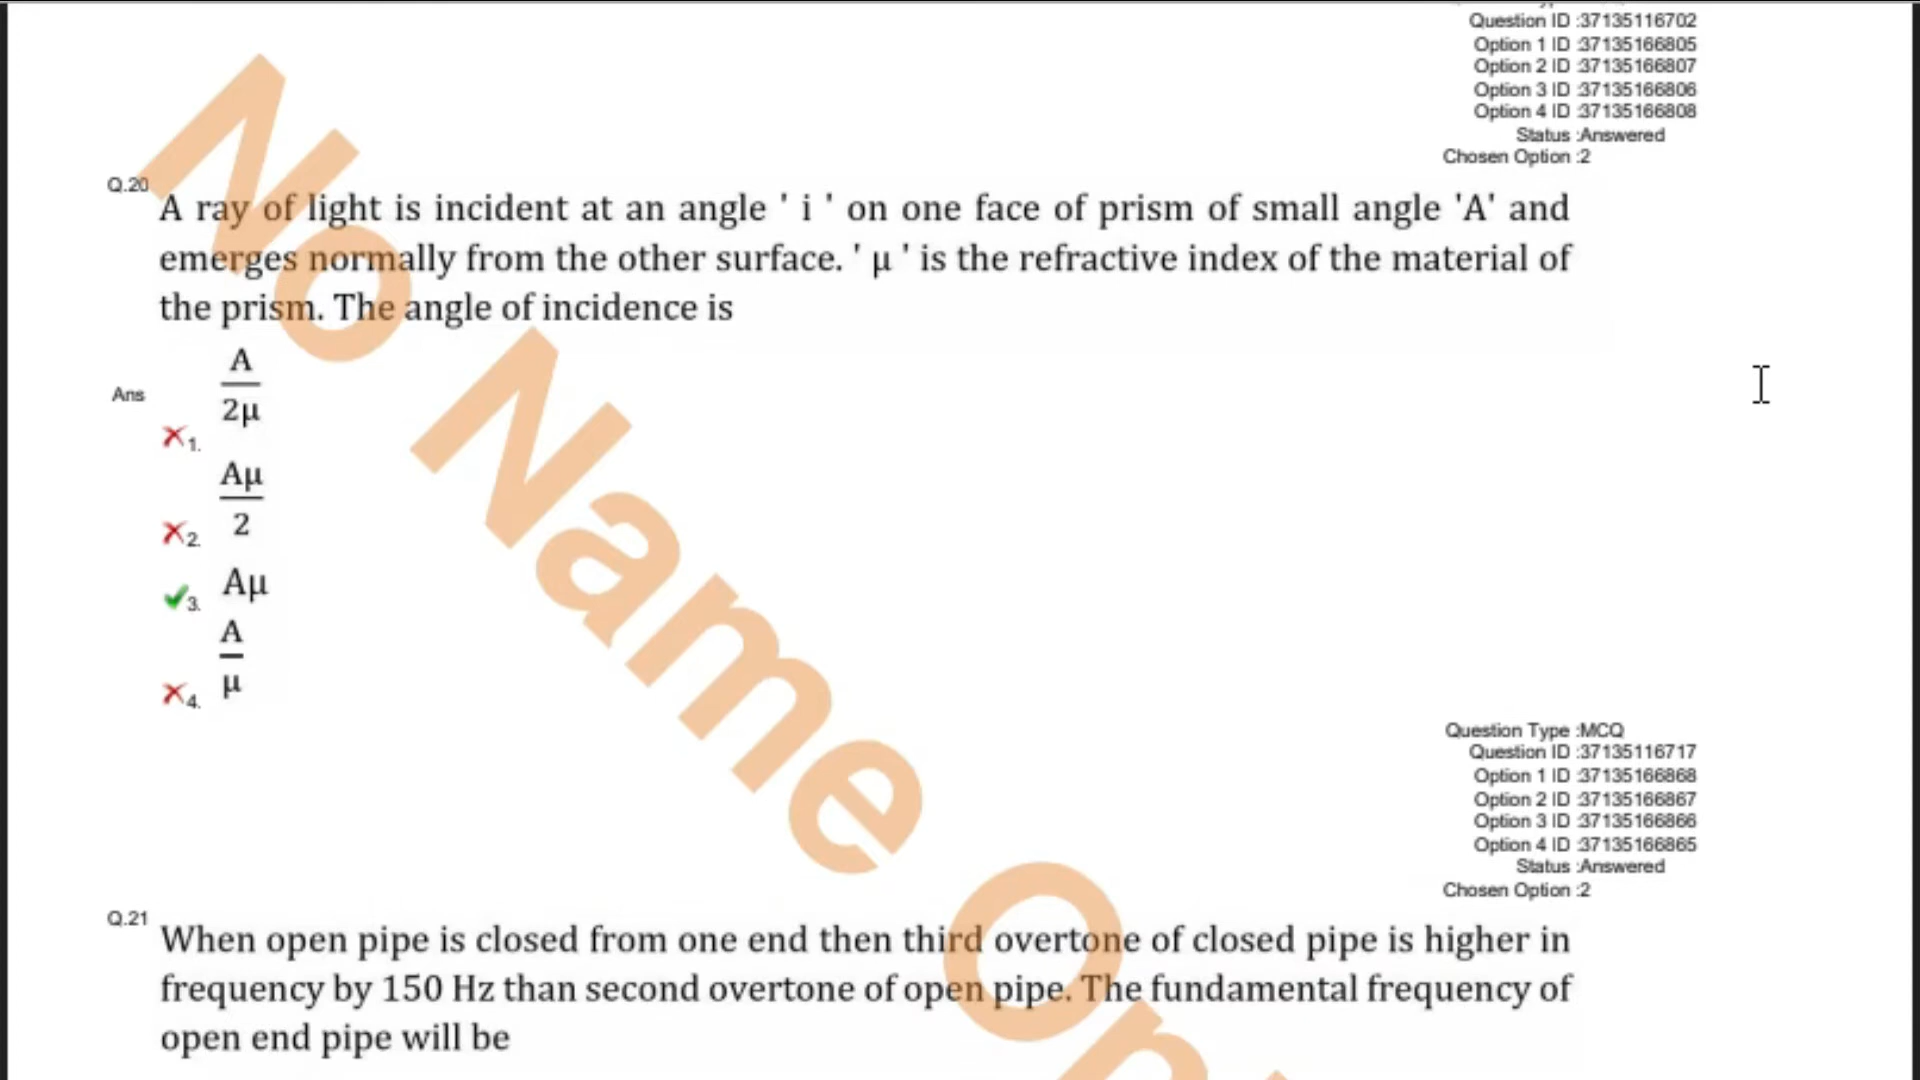 Question ID :37135116702
Option 1 ID :37135166805
Option 2 ID :37135166807
Option 3 ID :37135166806
Option 4 ID :37135166808
Status :Answered
Chosen Option :2
Q.20
A ray of light is incident at an angle ' i ' on one face of prism of small angle 'A' and
emerges normally from the other surface. ' μ ' is the refractive index of the material of
the prism. The angle of incidence is
Ans
A
2μ
1.
Aμ
2
2.
3. Aμ
A
μ
4.
Question Type :MCQ
Question ID :37135116717
Option 1 ID :37135166868
Option 2 ID :37135166867
Option 3 ID :37135166866
Option 4 ID :37135166865
Status :Answered
Chosen Option :2
Q.21
When open pipe is closed from one end then third overtone of closed pipe is higher in
frequency by 150 Hz than second overtone of open pipe. The fundamental frequency of
open end pipe will be
No Name